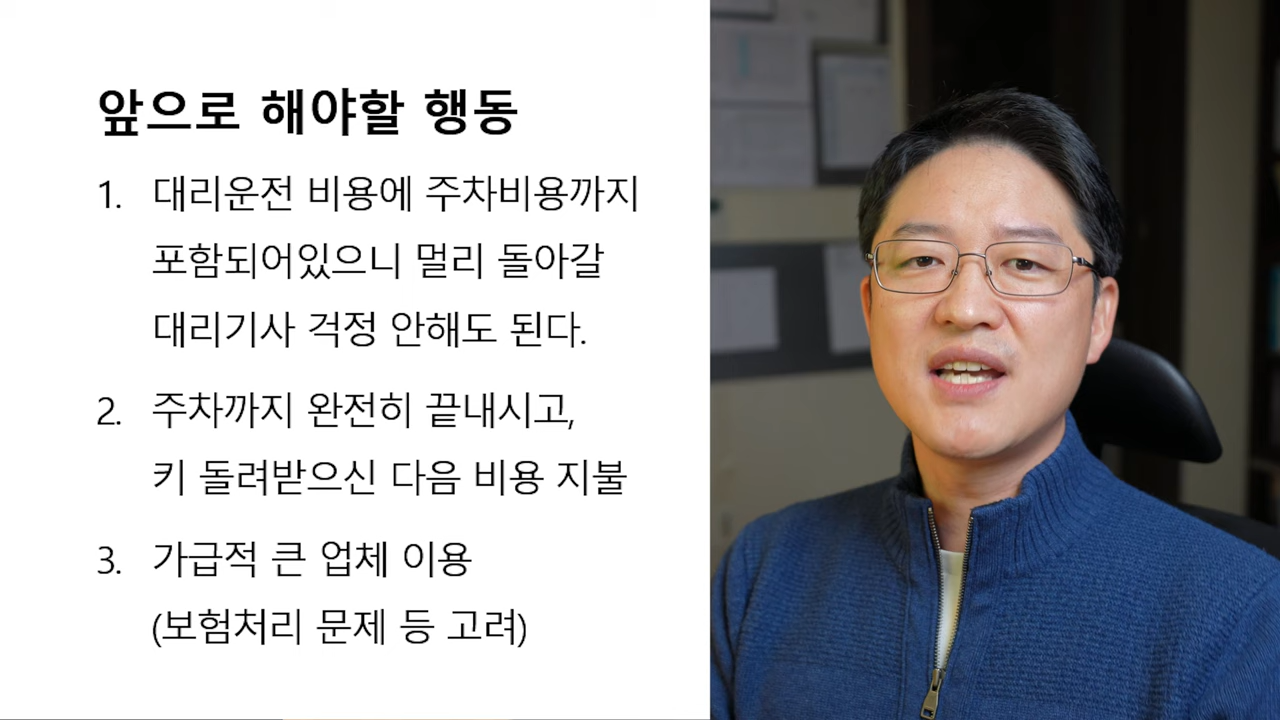 앞으로 해야할 행동
1. 대리운전 비용에 주차비용까지
포함되어있으니 멀리 돌아갈
대리기사 걱정 안해도 된다.
2. 주차까지 완전히 끝내시고,
키 돌려받으신 다음 비용 지불
3. 가급적 큰 업체 이용
(보험처리 문제 등 고려)